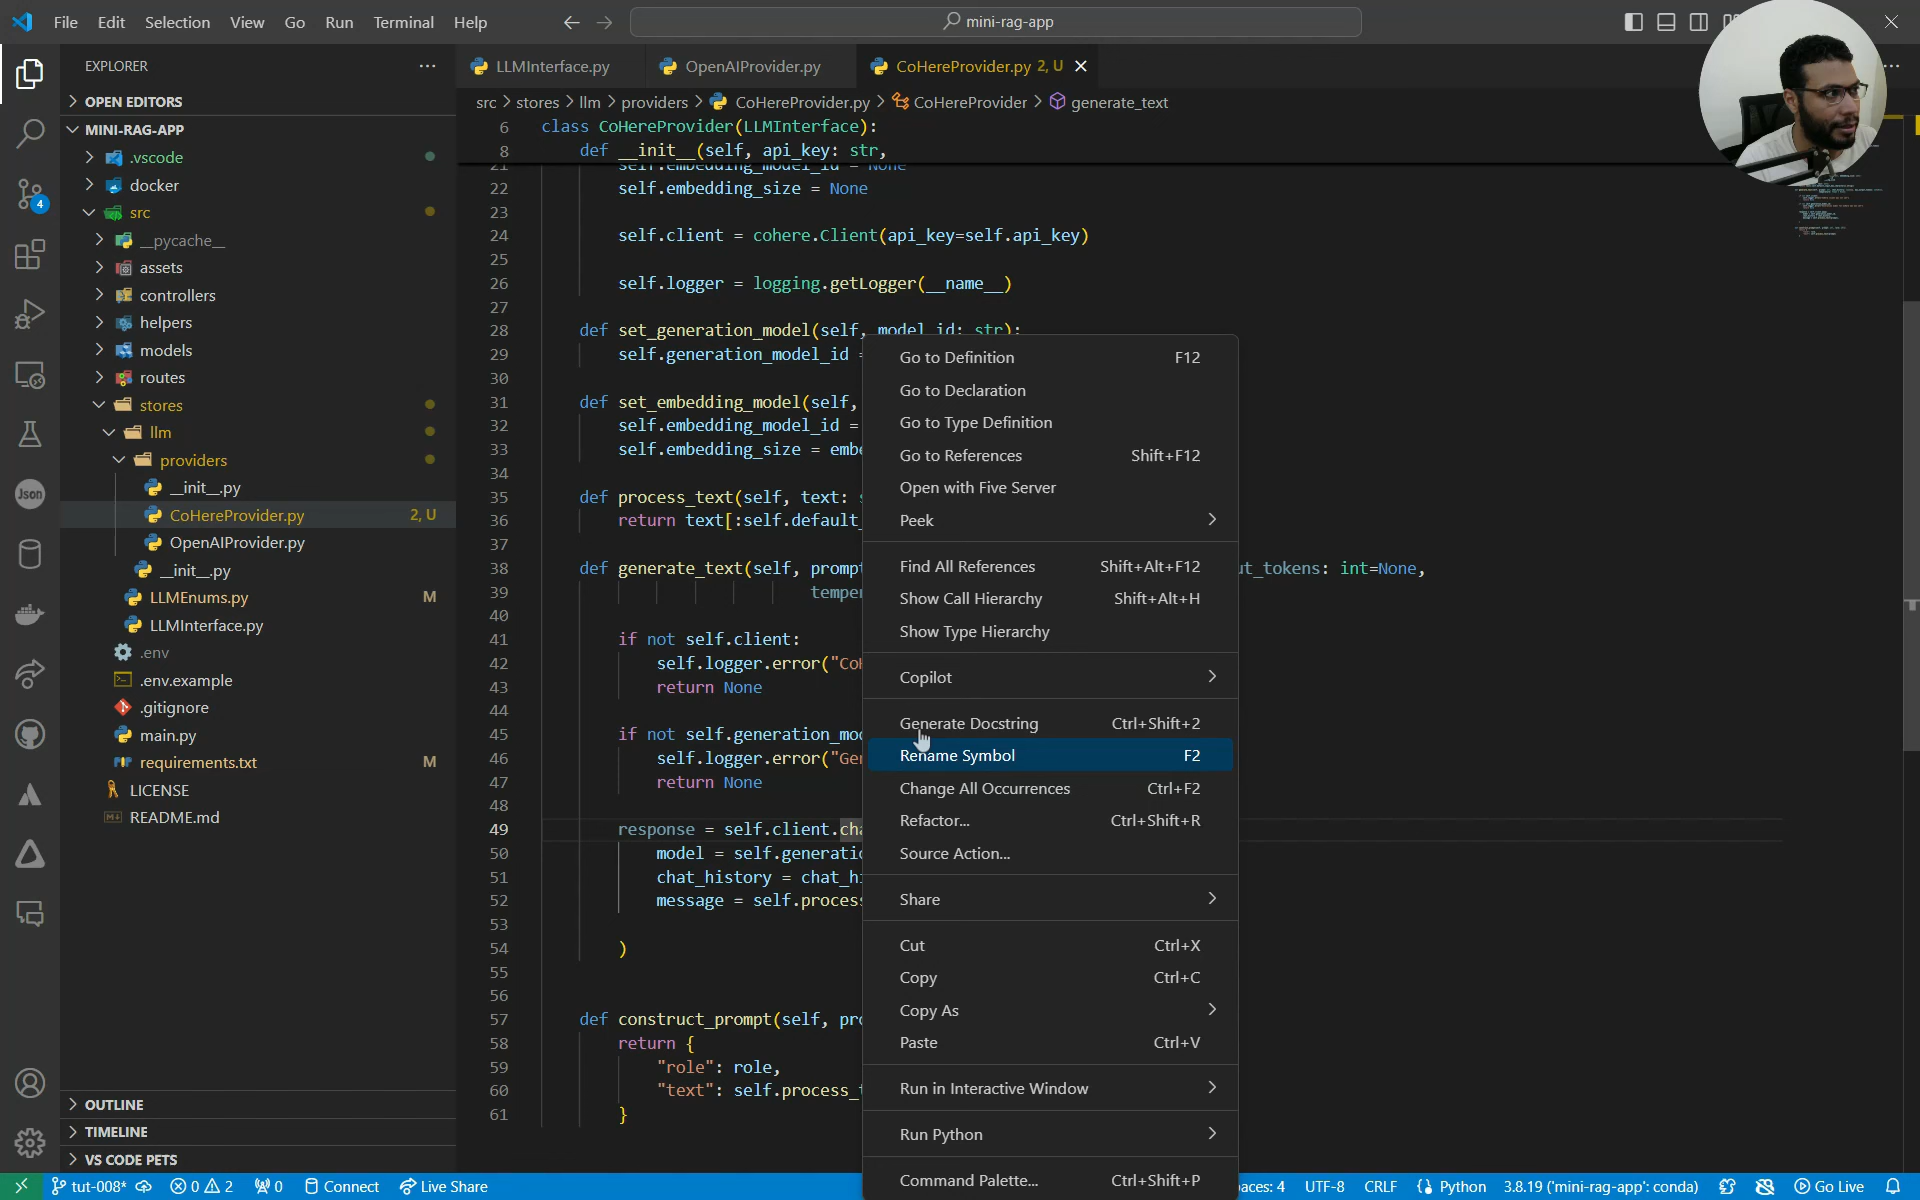 File Edit Selection View Go Run Terminal Help
mini-rag-app
EXPLORER
OPEN EDITORS
MINI-RAG-APP
.vscode
docker
src
__pycache__
assets
controllers
helpers
models
routes
stores
llm
providers
__init__.py
CoHereProvider.py 2, U
OpenAIProvider.py
__init__.py
LLMEnums.py M
LLMInterface.py
.env
.env.example
.gitignore
main.py
requirements.txt M
LICENSE
README.md
OUTLINE
TIMELINE
VS CODE PETS
4
Json
LLMInterface.py OpenAIProvider.py CoHereProvider.py 2, U
src > stores > llm > providers > CoHereProvider.py > CoHereProvider > generate_text
6 class CoHereProvider(LLMInterface):
8 def __init__(self, api_key: str,
21 self.embedding_model_id = None
22 self.embedding_size = None
23
24 self.client = cohere.Client(api_key=self.api_key)
25
26 self.logger = logging.getLogger(__name__)
27
28 def set_generation_model(self, model_id: str):
29 self.generation_model_id =
30
31 def set_embedding_model(self,
32 self.embedding_model_id =
33 self.embedding_size = embe
34
35 def process_text(self, text: s
36 return text[:self.default_
37
38 def generate_text(self, prompt ut_tokens: int=None,
39 temper
40
41 if not self.client:
42 self.logger.error("CoH
43 return None
44
45 if not self.generation_mod
46 self.logger.error("Gen
47 return None
48
49 response = self.client.cha
50 model = self.generatio
51 chat_history = chat_hi
52 message = self.process
53
54 )
55
56
57 def construct_prompt(self, pro
58 return {
59 "role": role,
60 "text": self.process_t
61 }
Go to Definition F12
Go to Declaration
Go to Type Definition
Go to References Shift+F12
Open with Five Server
Peek
Find All References Shift+Alt+F12
Show Call Hierarchy Shift+Alt+H
Show Type Hierarchy
Copilot
Generate Docstring Ctrl+Shift+2
Rename Symbol F2
Change All Occurrences Ctrl+F2
Refactor... Ctrl+Shift+R
Source Action...
Share
Cut Ctrl+X
Copy Ctrl+C
Copy As
Paste Ctrl+V
Run in Interactive Window
Run Python
Command Palette... Ctrl+Shift+P
tut-008* 0 2 0 Connect Live Share
paces: 4 UTF-8 CRLF Python 3.8.19 ('mini-rag-app': conda) Go Live